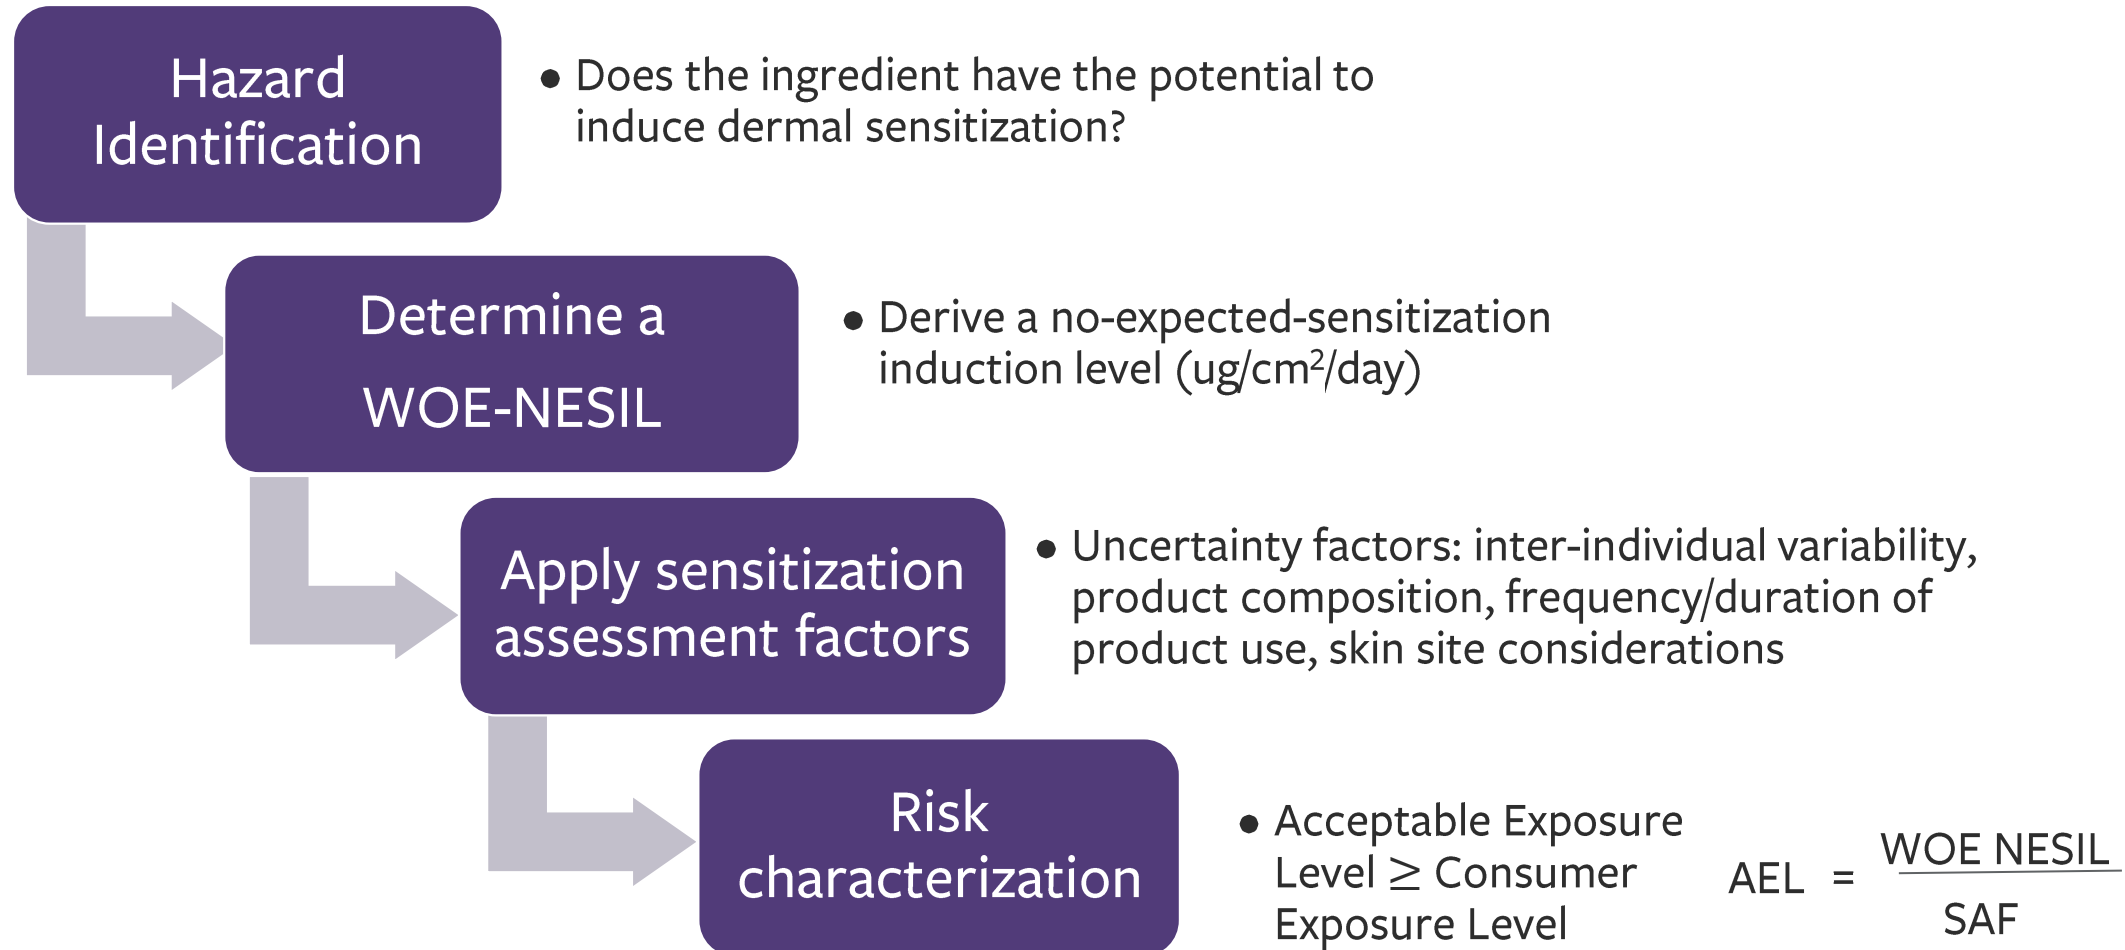 Hazard
Identification
• Does the ingredient have the potential to
induce dermal sensitization?
Determine a
WOE-NESIL
• Derive a no-expected-sensitization
induction level (ug/cm²/day)
Apply sensitization
assessment factors
• Uncertainty factors: inter-individual variability,
product composition, frequency/duration of
product use, skin site considerations
Risk
characterization
• Acceptable Exposure
Level ≥ Consumer
Exposure Level
WOE NESIL
AEL =
SAF